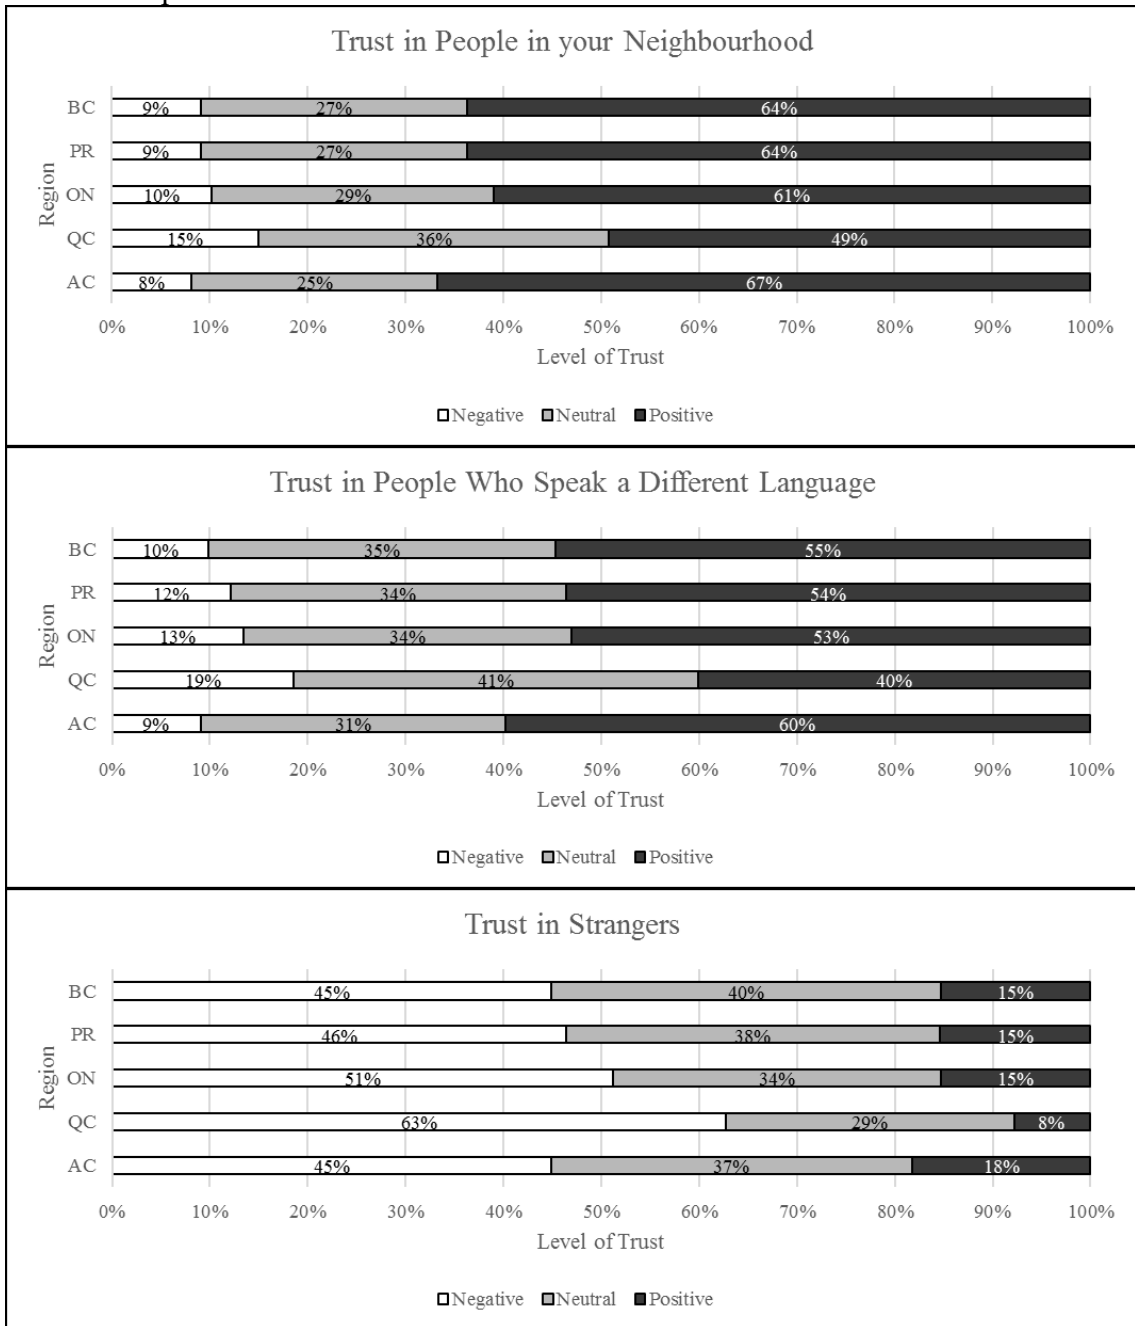 Trust in People in your Neighbourhood
Region
BC 9% 27% 64%
PR 9% 27% 64%
ON 10% 29% 61%
QC 15% 36% 49%
AC 8% 25% 67%
0% 10% 20% 30% 40% 50% 60% 70% 80% 90% 100%
Level of Trust
Negative Neutral Positive
Trust in People Who Speak a Different Language
Region
BC 10% 35% 55%
PR 12% 34% 54%
ON 13% 34% 53%
QC 19% 41% 40%
AC 9% 31% 60%
0% 10% 20% 30% 40% 50% 60% 70% 80% 90% 100%
Level of Trust
Negative Neutral Positive
Trust in Strangers
Region
BC 45% 40% 15%
PR 46% 38% 15%
ON 51% 34% 15%
QC 63% 29% 8%
AC 45% 37% 18%
0% 10% 20% 30% 40% 50% 60% 70% 80% 90% 100%
Level of Trust
Negative Neutral Positive